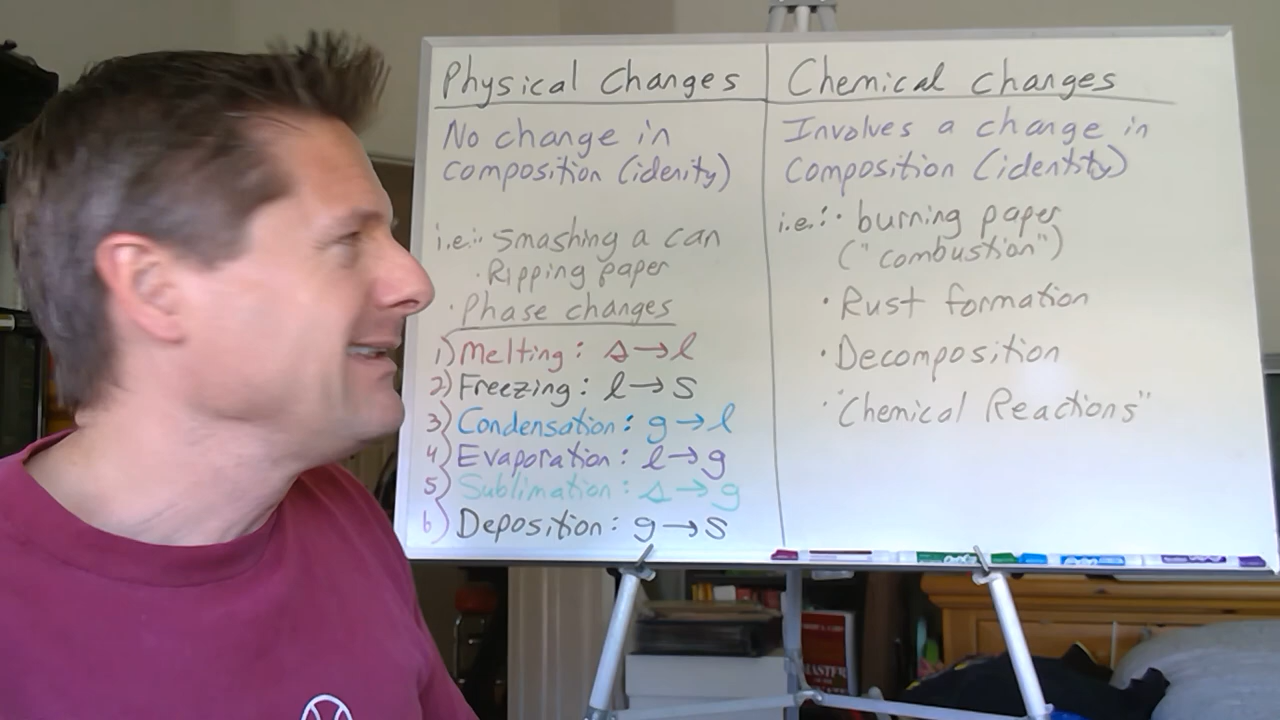 Physical Changes
No change in
composition (idenity)
i.e.: · Smashing a can
· Ripping paper
· Phase changes
1) Melting: s→l
2) Freezing: l→s
3) Condensation: g→l
4) Evaporation: l→g
5) Sublimation: s→g
6) Deposition: g→s
Chemical changes
Involves a change in
composition (identity)
i.e.: · burning paper
("combustion")
· Rust formation
· Decomposition
· "Chemical Reactions"
MASTER